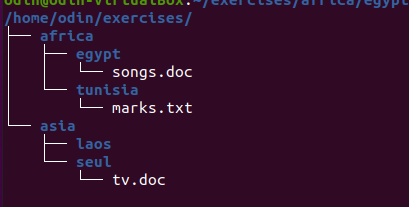 odin@odin-virtualbox:~/exercises/africa/egypt
/home/odin/exercises/
├── africa
│   ├── egypt
│   │   └── songs.doc
│   └── tunisia
│       └── marks.txt
└── asia
    ├── laos
    └── seul
        └── tv.doc